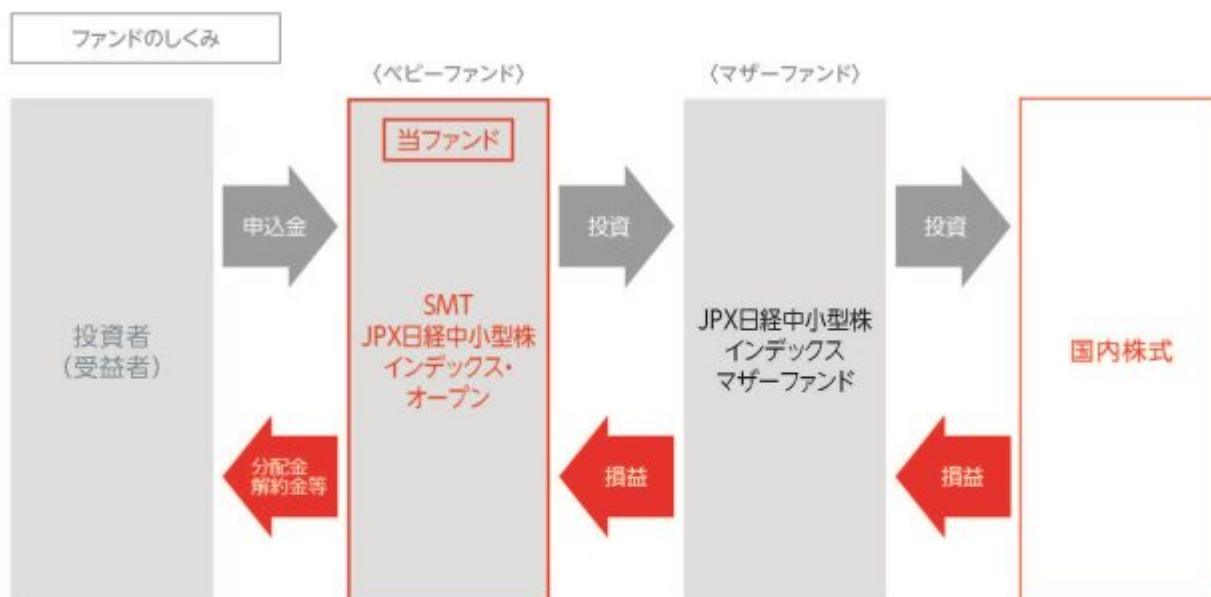 ファンドのしくみ
〈ベビーファンド〉
〈マザーファンド〉
当ファンド
申込金
投資
投資
投資者
（受益者）
SMT
JPX日経中小型株
インデックス・
オープン
JPX日経中小型株
インデックス
マザーファンド
国内株式
分配金
解約金等
損益
損益